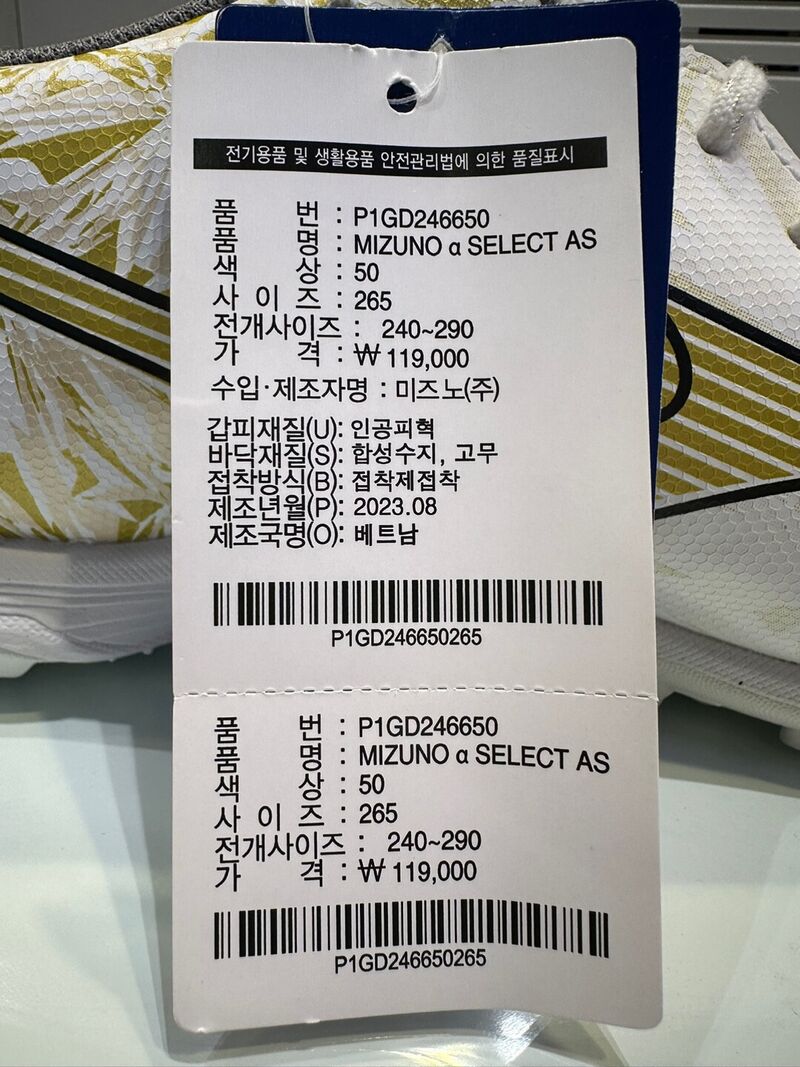 전기용품 및 생활용품 안전관리법에 의한 품질표시
품 번 : P1GD246650
품 명 : MIZUNO α SELECT AS
색 상 : 50
사 이 즈 : 265
전개사이즈 : 240~290
가 격 : ₩ 119,000
수입·제조자명 : 미즈노(주)
갑피재질(U): 인공피혁
바닥재질(S): 합성수지, 고무
접착방식(B): 접착제접착
제조년월(P): 2023.08
제조국명(O): 베트남
P1GD246650265
품 번 : P1GD246650
품 명 : MIZUNO α SELECT AS
색 상 : 50
사 이 즈 : 265
전개사이즈 : 240~290
가 격 : ₩ 119,000
P1GD246650265